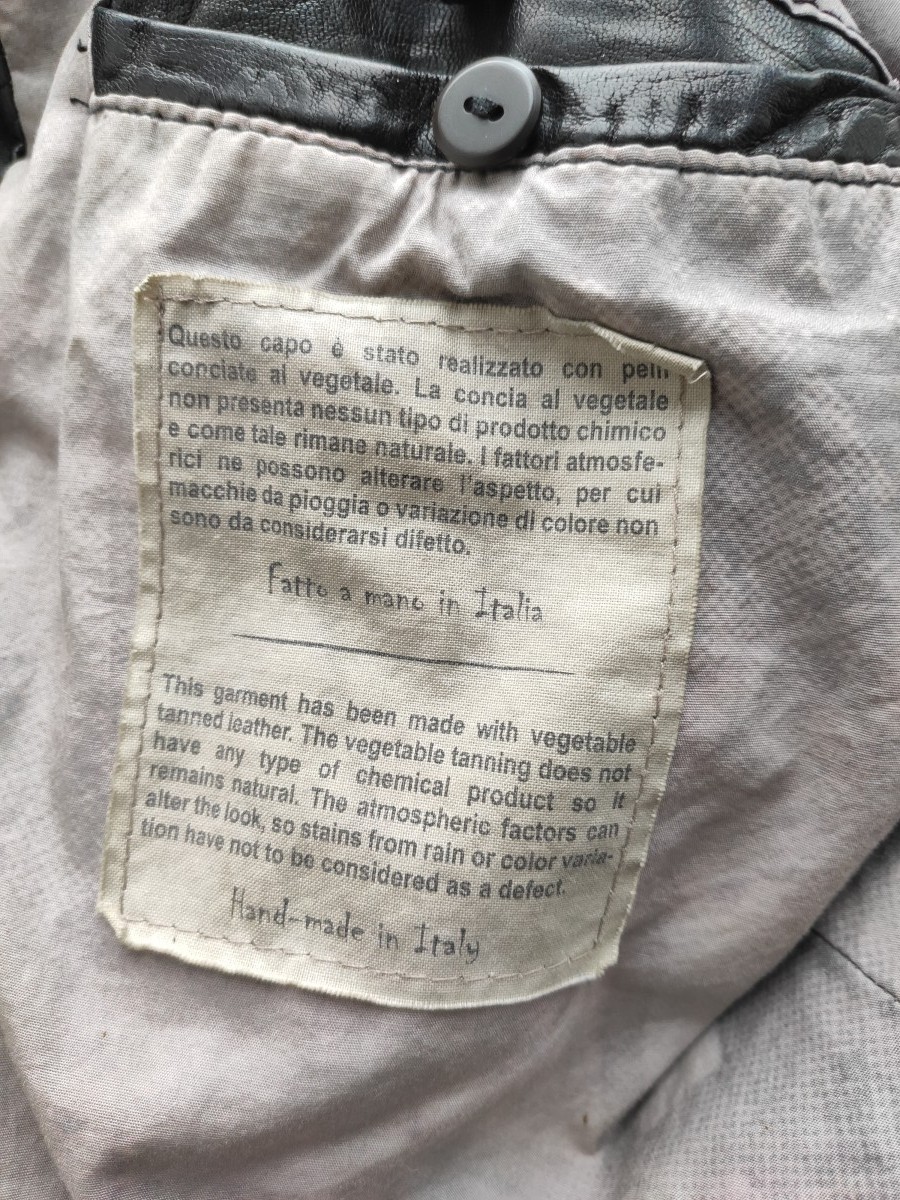 Questo capo è stato realizzato con pelli
conciate al vegetale. La concia al vegetale
non presenta nessun tipo di prodotto chimico
e come tale rimane naturale. I fattori atmosfe-
rici ne possono alterare l'aspetto, per cui
macchie da pioggia o variazione di colore non
sono da considerarsi difetto.
Fatto a mano in Italia
This garment has been made with vegetable
tanned leather. The vegetable tanning does not
have any type of chemical product so it
remains natural. The atmospheric factors can
alter the look, so stains from rain or color varia-
tion have not to be considered as a defect.
Hand-made in Italy